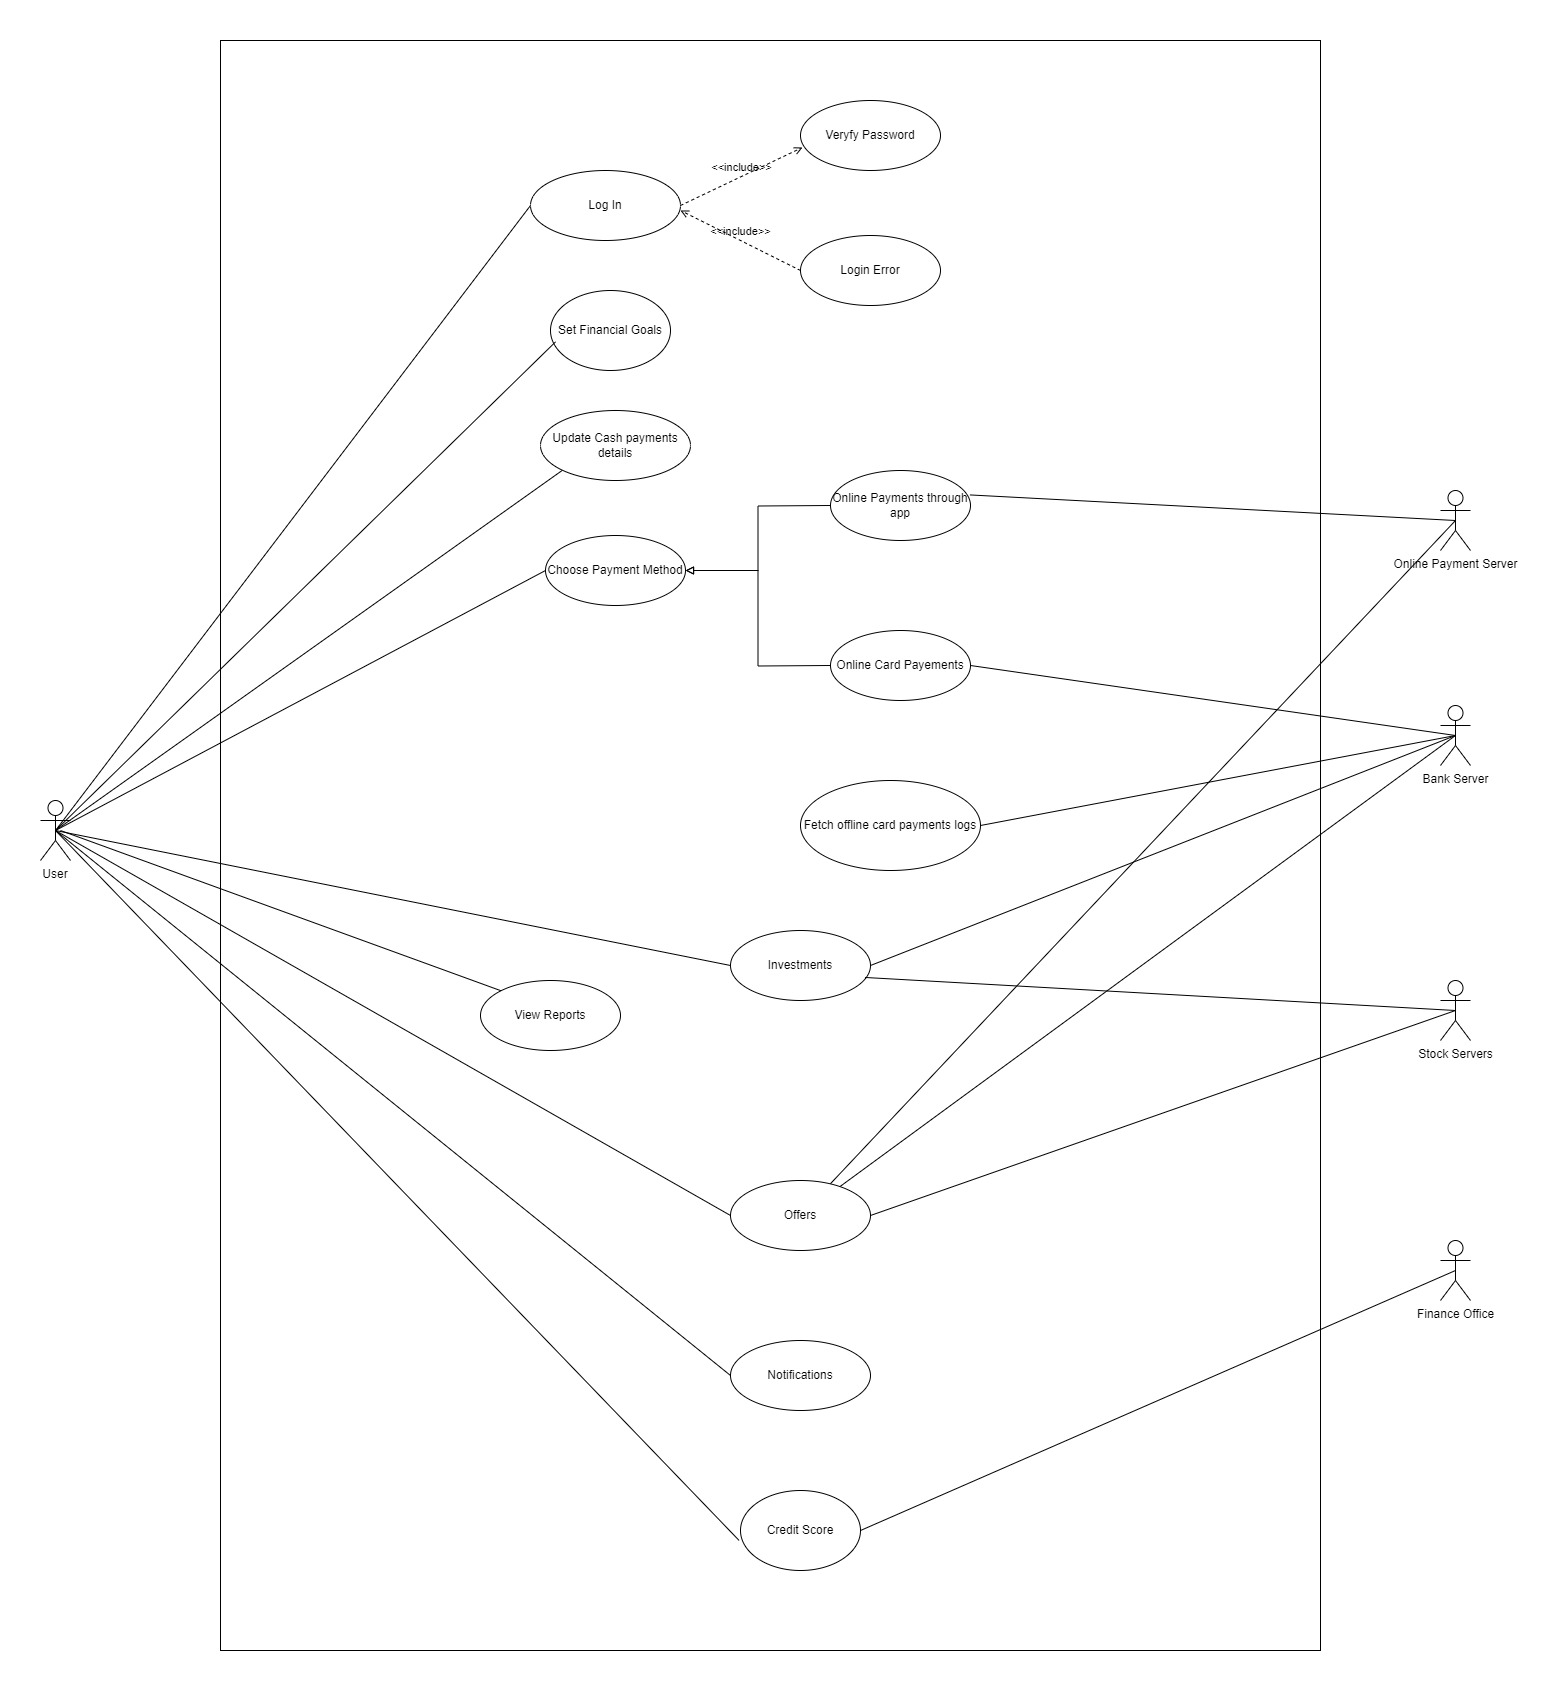 Veryfy Password
<<include>>
Log In
<<include>>
Login Error
Set Financial Goals
Update Cash payments
details
Online Payments through
app
Choose Payment Method
Online Payment Server
Online Card Payements
Bank Server
Fetch offline card payments logs
User
Investments
View Reports
Stock Servers
Offers
Finance Office
Notifications
Credit Score